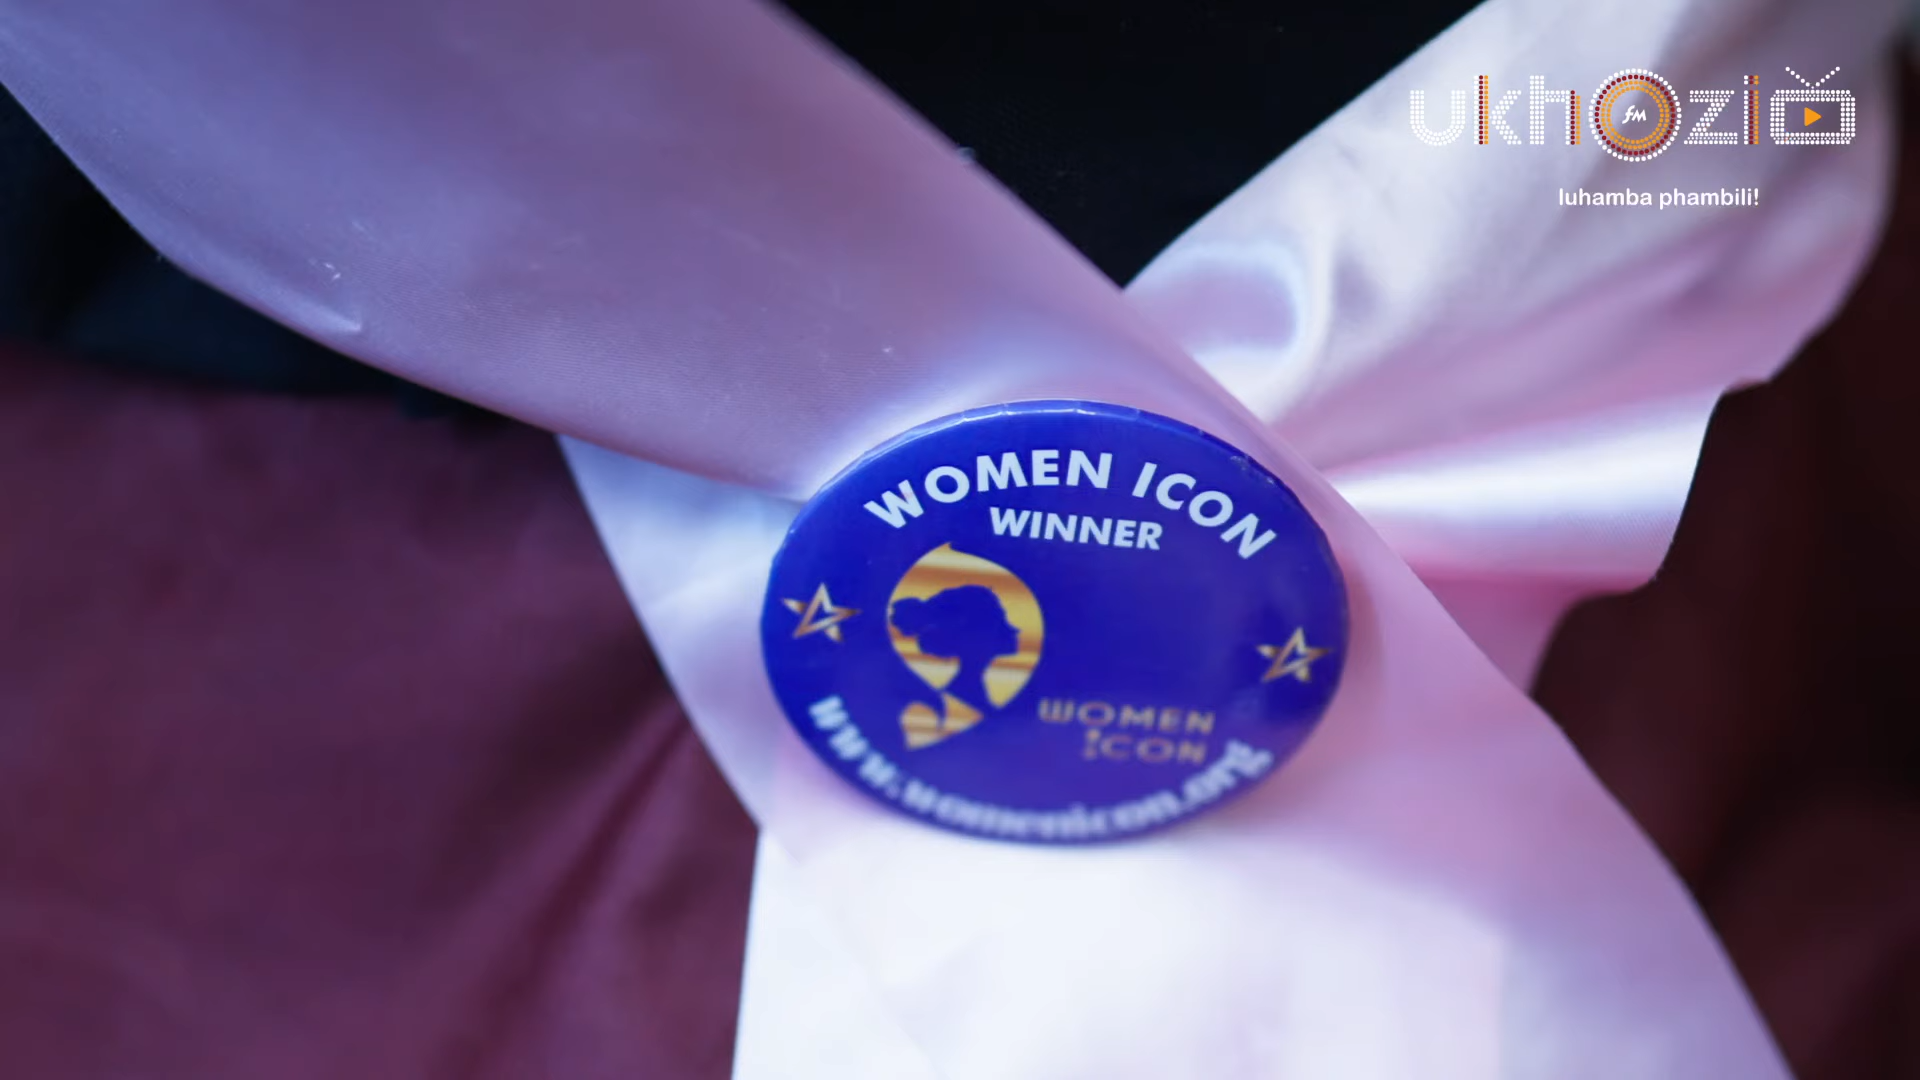 ukhozi
fm
luhamba phambili!
WOMEN ICON
WINNER
WOMEN
ICON
www.womenicon.org